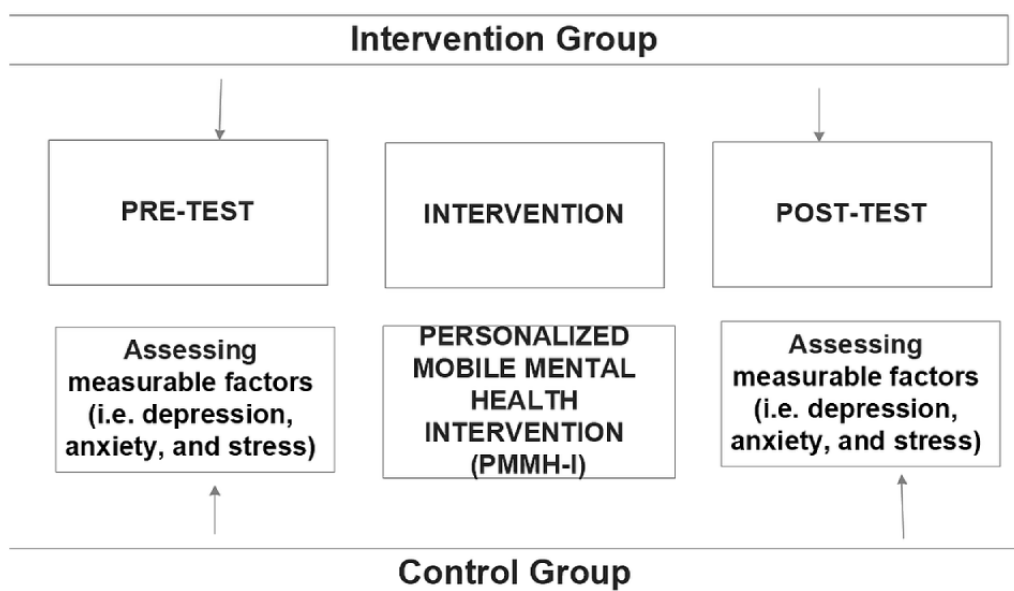 Intervention Group
PRE-TEST
INTERVENTION
POST-TEST
Assessing
measurable factors
(i.e. depression,
anxiety, and stress)
PERSONALIZED
MOBILE MENTAL
HEALTH
INTERVENTION
(PMMH-I)
Assessing
measurable factors
(i.e. depression,
anxiety, and stress)
Control Group